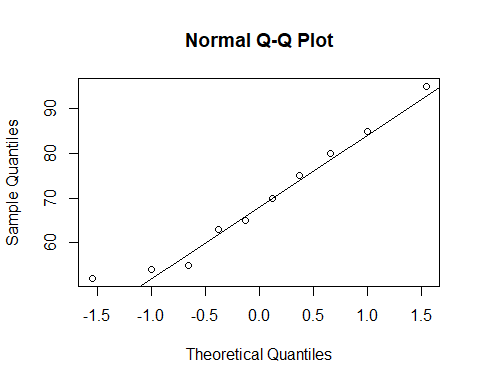 Normal Q-Q Plot
Sample Quantiles
90
80
70
60
-1.5 -1.0 -0.5 0.0 0.5 1.0 1.5
Theoretical Quantiles